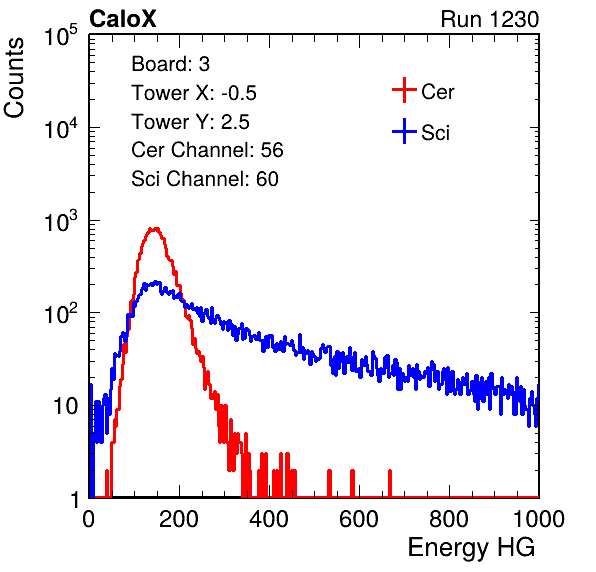 CaloX Run 1230
Counts
Board: 3
Tower X: -0.5
Tower Y: 2.5
Cer Channel: 56
Sci Channel: 60
Cer
Sci
10^5
10^4
10^3
10^2
10
1
0 200 400 600 800 1000
Energy HG